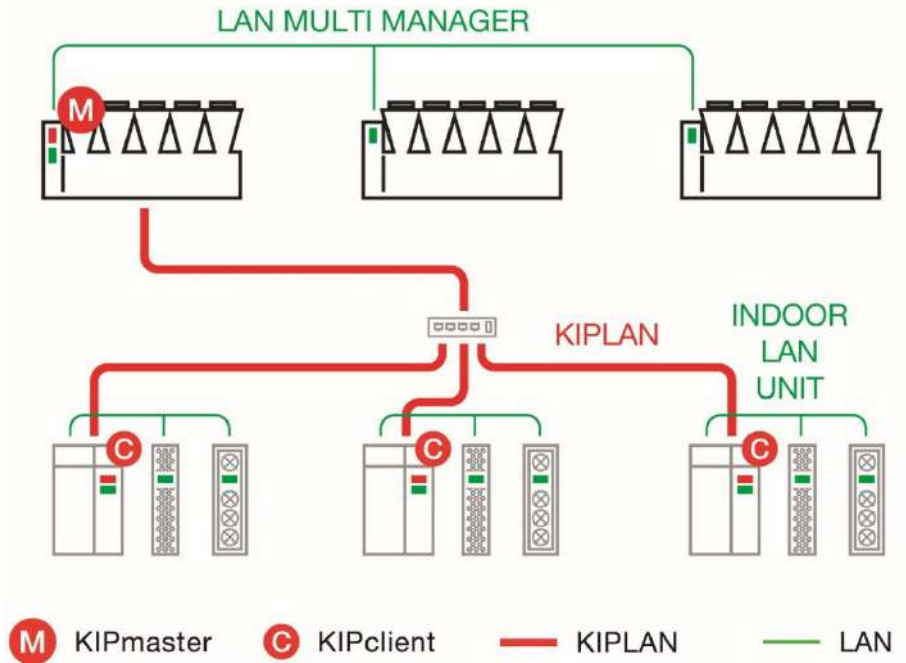 LAN MULTI MANAGER
M
KIPLAN
INDOOR
LAN
UNIT
C
C
C
M KIPmaster C KIPclient KIPLAN LAN